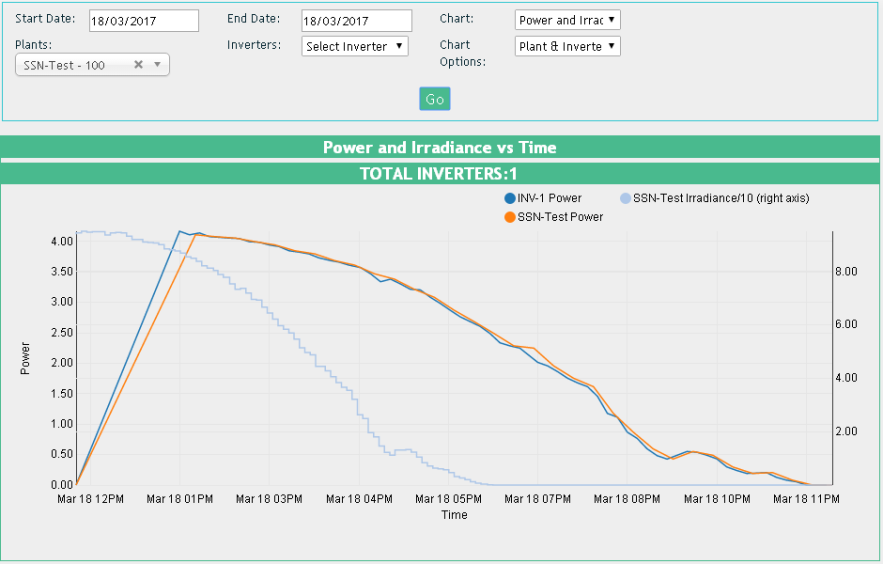 Start Date: 18/03/2017 End Date: 18/03/2017 Chart: Power and Irrac
Plants: Inverters: Select Inverter Chart Options: Plant & Inverte
SSN-Test - 100
Go
Power and Irradiance vs Time
TOTAL INVERTERS:1
INV-1 Power SSN-Test Irradiance/10 (right axis)
SSN-Test Power
4.00
3.50 8.00
3.00
2.50 6.00
2.00
1.50 4.00
1.00
0.50 2.00
0.00
Power
Mar 18 12PM Mar 18 01PM Mar 18 03PM Mar 18 04PM Mar 18 05PM Mar 18 07PM Mar 18 08PM Mar 18 10PM Mar 18 11PM
Time